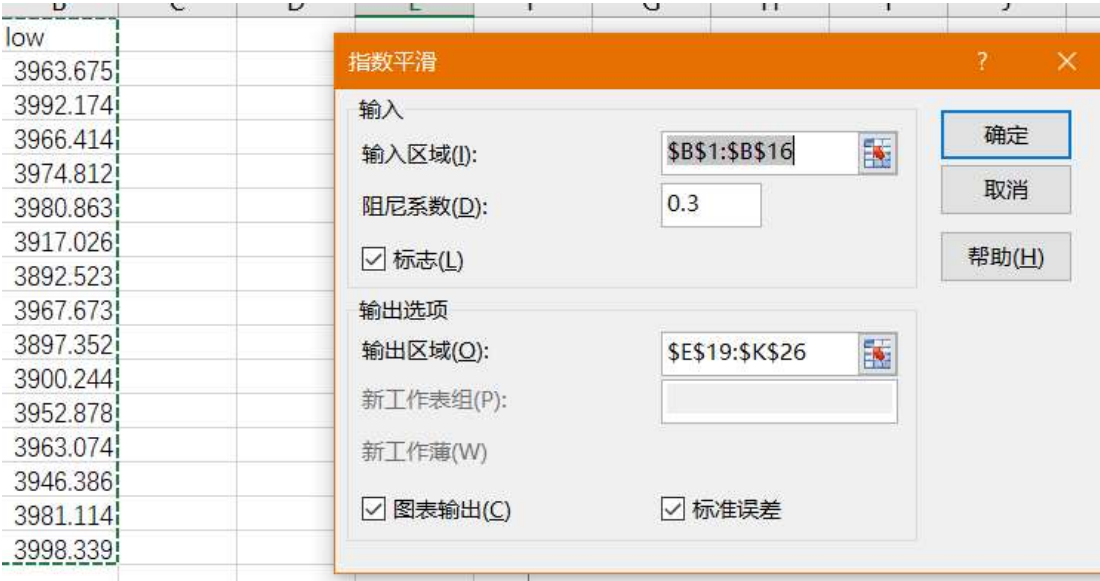 low
3963.675
3992.174
3966.414
3974.812
3980.863
3917.026
3892.523
3967.673
3897.352
3900.244
3952.878
3963.074
3946.386
3981.114
3998.339
指数平滑 ?
输入
输入区域(I): $B$1:$B$16
阻尼系数(D): 0.3
标志(L)
确定
取消
帮助(H)
输出选项
输出区域(O): $E$19:$K$26
新工作表组(P):
新工作薄(W)
图表输出(C) 标准误差